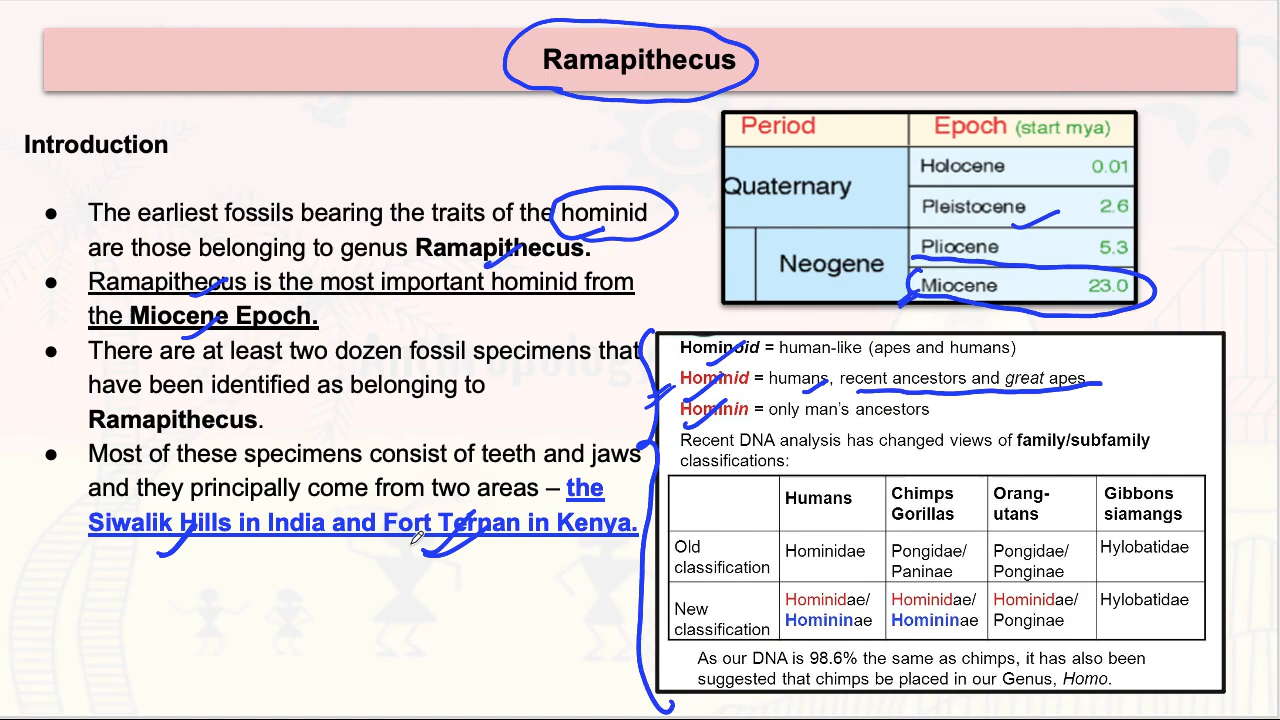 Ramapithecus
Introduction
● The earliest fossils bearing the traits of the hominid
are those belonging to genus Ramapithecus.
● Ramapithecus is the most important hominid from
the Miocene Epoch.
● There are at least two dozen fossil specimens that
have been identified as belonging to
Ramapithecus.
● Most of these specimens consist of teeth and jaws
and they principally come from two areas – the
Siwalik Hills in India and Fort Ternan in Kenya.
Period Epoch (start mya)
Quaternary
Holocene 0.01
Pleistocene 2.6
Neogene
Pliocene 5.3
Miocene 23.0
Hominoid = human-like (apes and humans)
Hominid = humans, recent ancestors and great apes
Hominin = only man's ancestors
Recent DNA analysis has changed views of family/subfamily
classifications:
Humans Chimps Gorillas Orang-utans Gibbons siamangs
Old classification Hominidae Pongidae/ Paninae Pongidae/ Ponginae Hylobatidae
New classification Hominidae/ Homininae Hominidae/ Homininae Hominidae/ Ponginae Hylobatidae
As our DNA is 98.6% the same as chimps, it has also been
suggested that chimps be placed in our Genus, Homo.